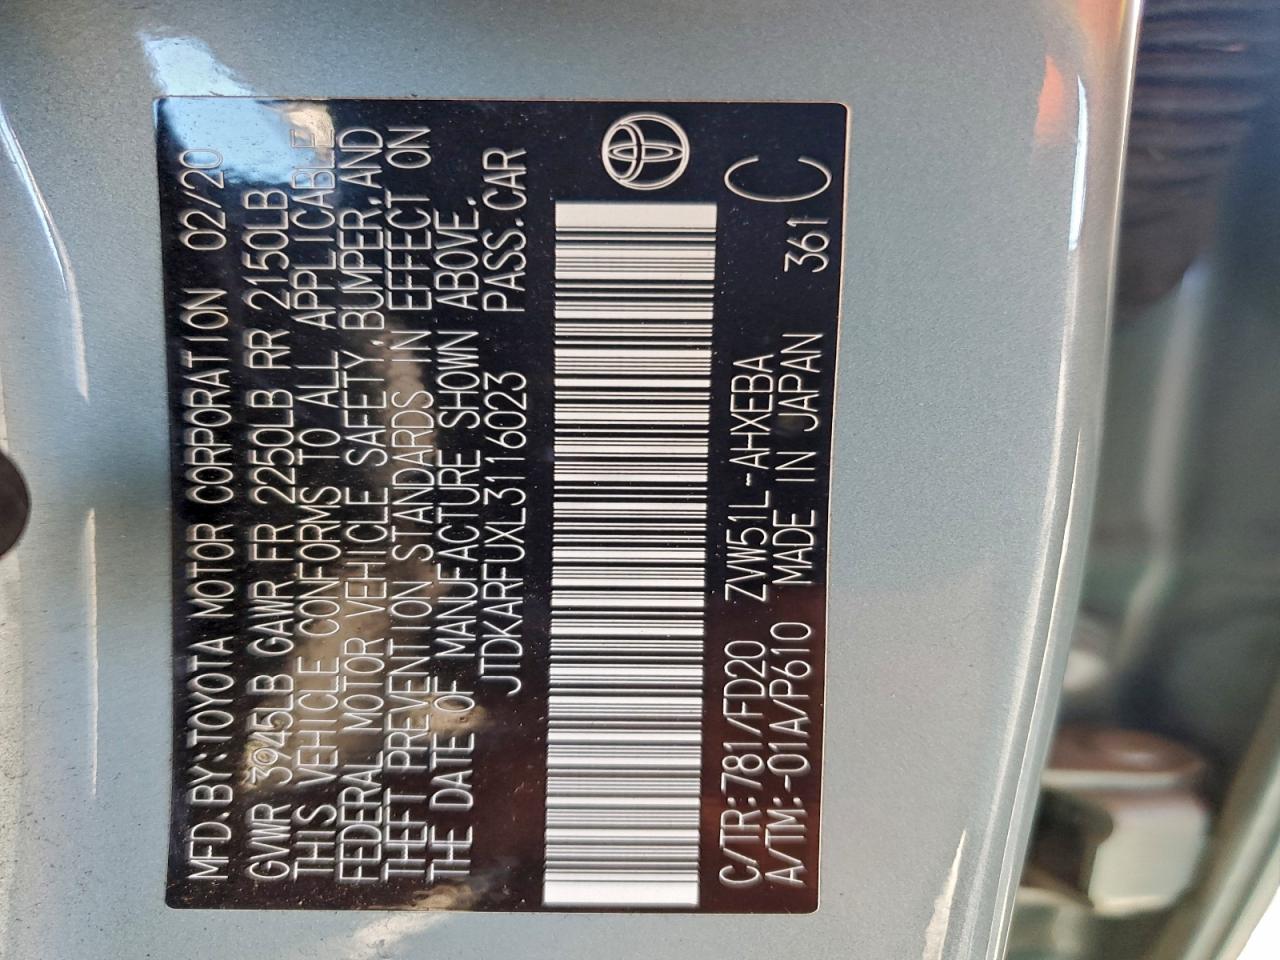 MFD.BY:TOYOTA MOTOR CORPORATION 02/20
GVWR 3945LB GAWR FR 2250LB RR 2150LB
THIS VEHICLE CONFORMS TO ALL APPLICABLE
FEDERAL MOTOR VEHICLE SAFETY,BUMPER,AND
THEFT PREVENTION STANDARDS IN EFFECT ON
THE DATE OF MANUFACTURE SHOWN ABOVE.
JTDKARFUXL3116023 PASS.CAR
C/TR:781/FD20 ZVW51L-AHXEBA C
A/TM:-01A/P610 MADE IN JAPAN 361